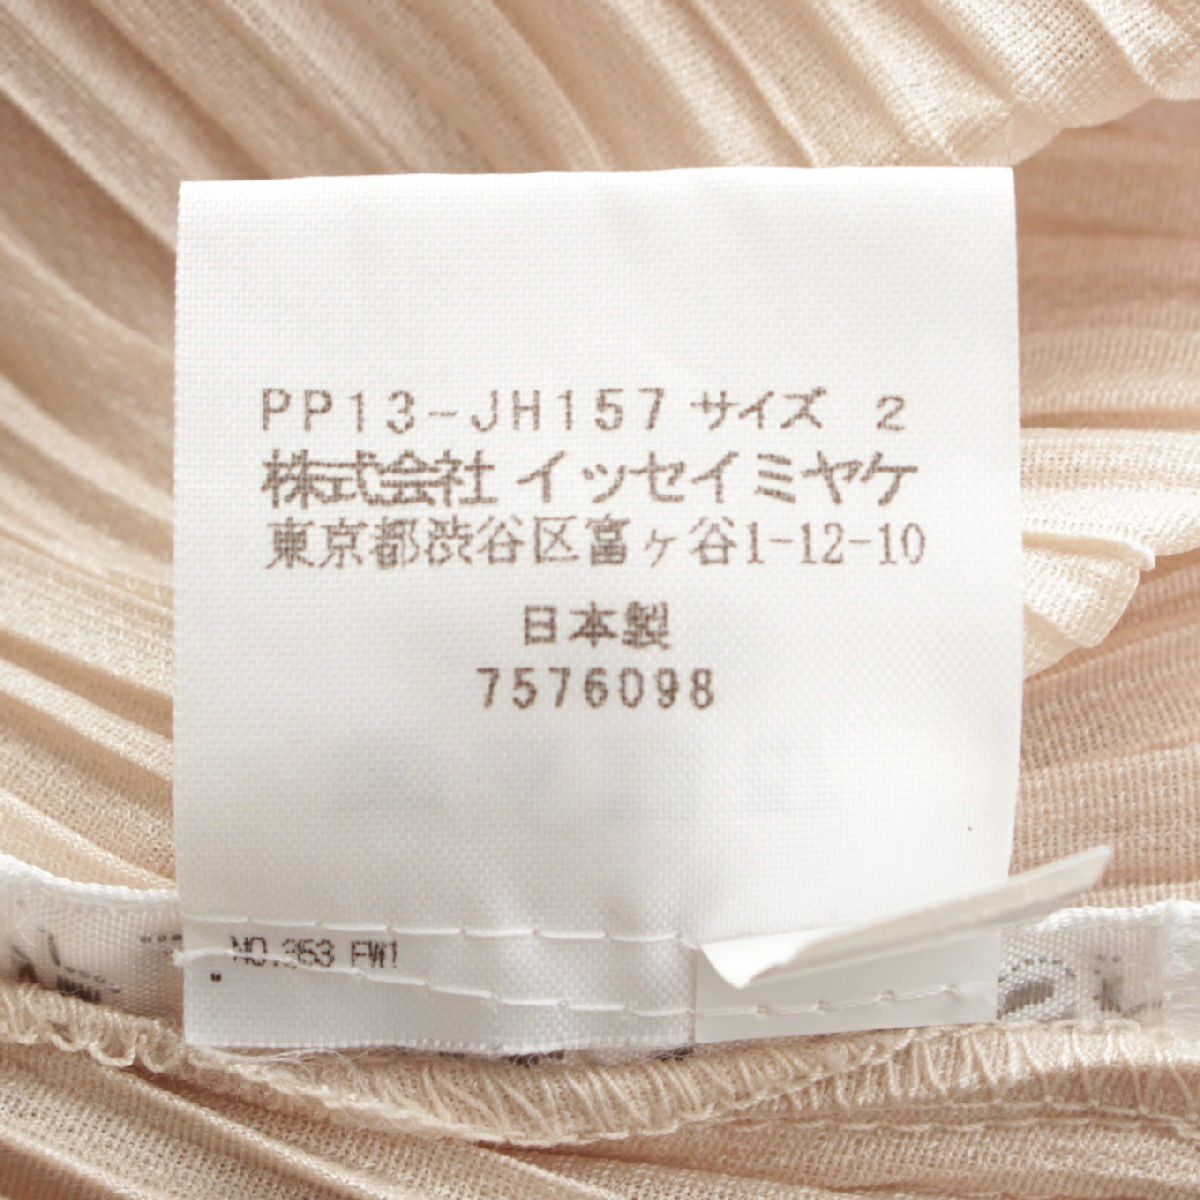 PP13-JH157 サイズ 2
株式会社 イッセイミヤケ
東京都渋谷区富ヶ谷1-12-10
日本製
7576098
NO.353 FW1